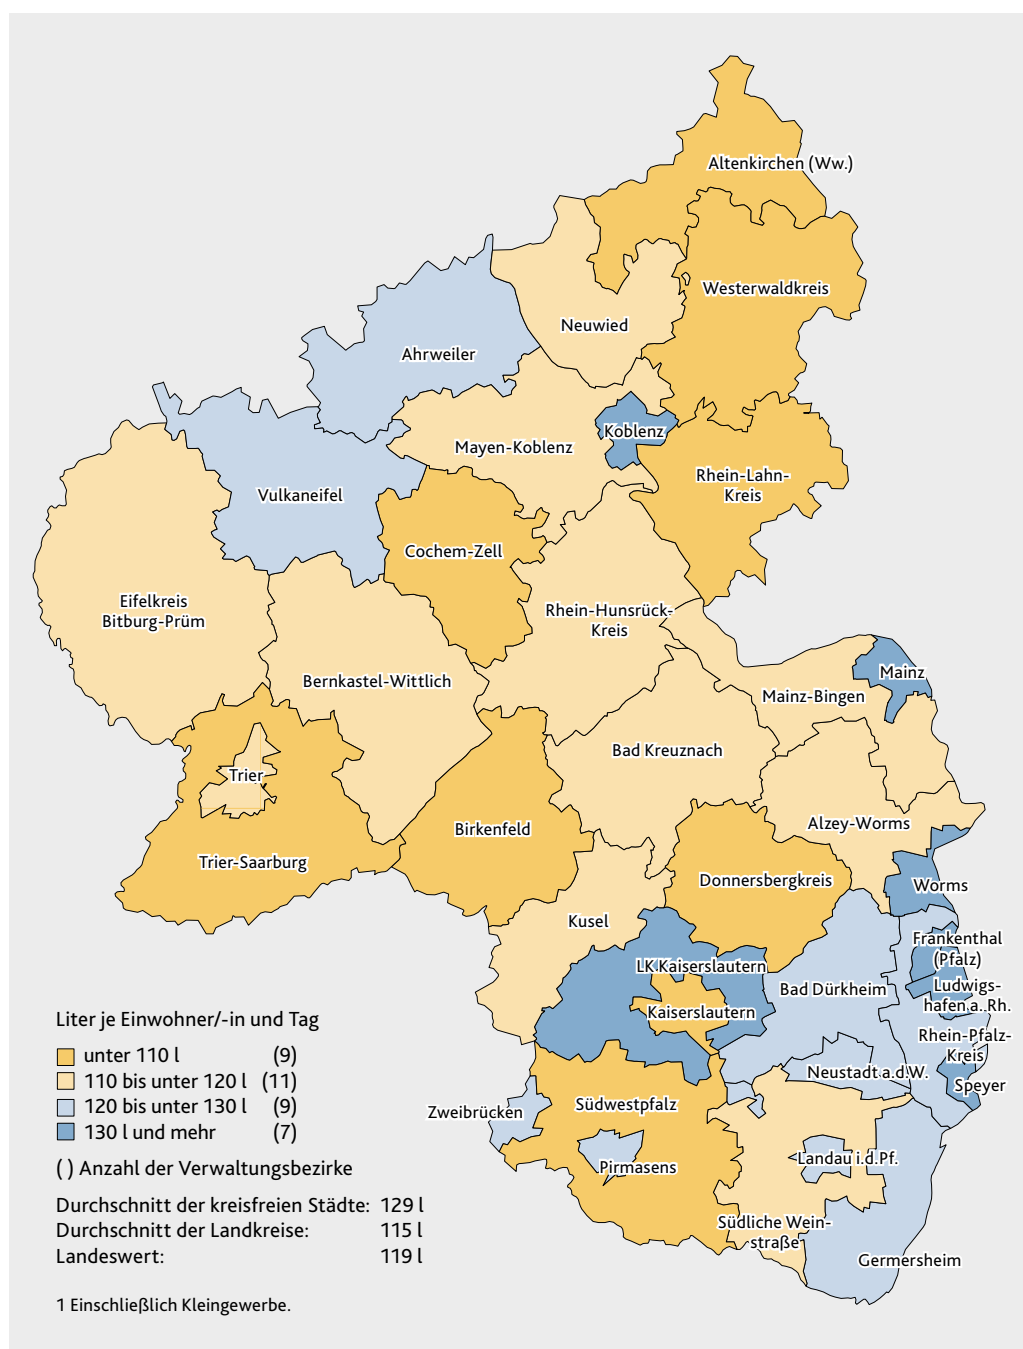 Altenkirchen (Ww.)
Westerwaldkreis
Neuwied
Ahrweiler
Koblenz
Mayen-Koblenz
Rhein-Lahn-
Kreis
Vulkaneifel
Cochem-Zell
Eifelkreis
Bitburg-Prüm
Rhein-Hunsrück-
Kreis
Bernkastel-Wittlich
Mainz
Mainz-Bingen
Bad Kreuznach
Trier
Alzey-Worms
Birkenfeld
Trier-Saarburg
Donnersbergkreis
Worms
Kusel
Frankenthal
(Pfalz)
LK.Kaiserslautern
Bad Dürkheim
Ludwigs-
hafen a. Rh.
Kaiserslautern
Rhein-Pfalz-
Kreis
Neustadt a.d.W.
Speyer
Zweibrücken
Südwestpfalz
Landau i.d.Pf.
Pirmasens
Südliche Wein-
straße
Germersheim
Liter je Einwohner/-in und Tag
unter 110 l (9)
110 bis unter 120 l (11)
120 bis unter 130 l (9)
130 l und mehr (7)
( ) Anzahl der Verwaltungsbezirke
Durchschnitt der kreisfreien Städte: 129 l
Durchschnitt der Landkreise: 115 l
Landeswert: 119 l
1 Einschließlich Kleingewerbe.